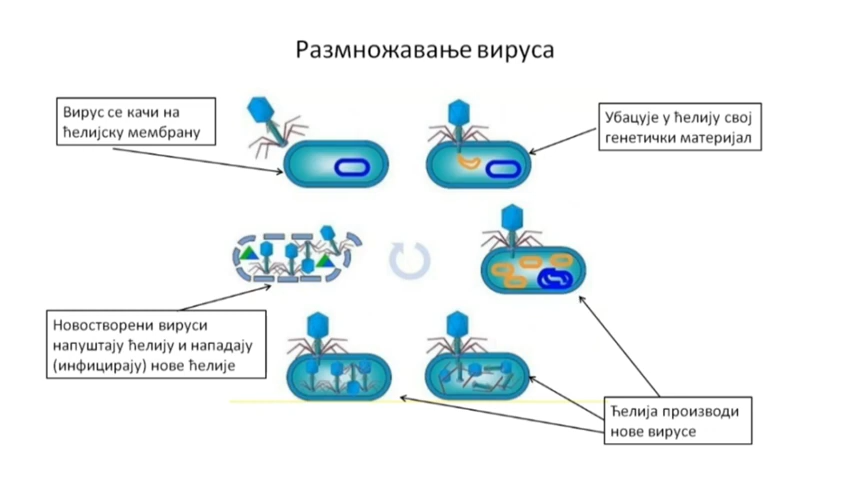 Размножавање вируса
Вирус се качи на
ћелијску мембрану
Убацује у ћелију свој
генетички материјал
Новостворени вируси
напуштају ћелију и нападају
(инфицирају) нове ћелије
Ћелија производи
нове вирусе